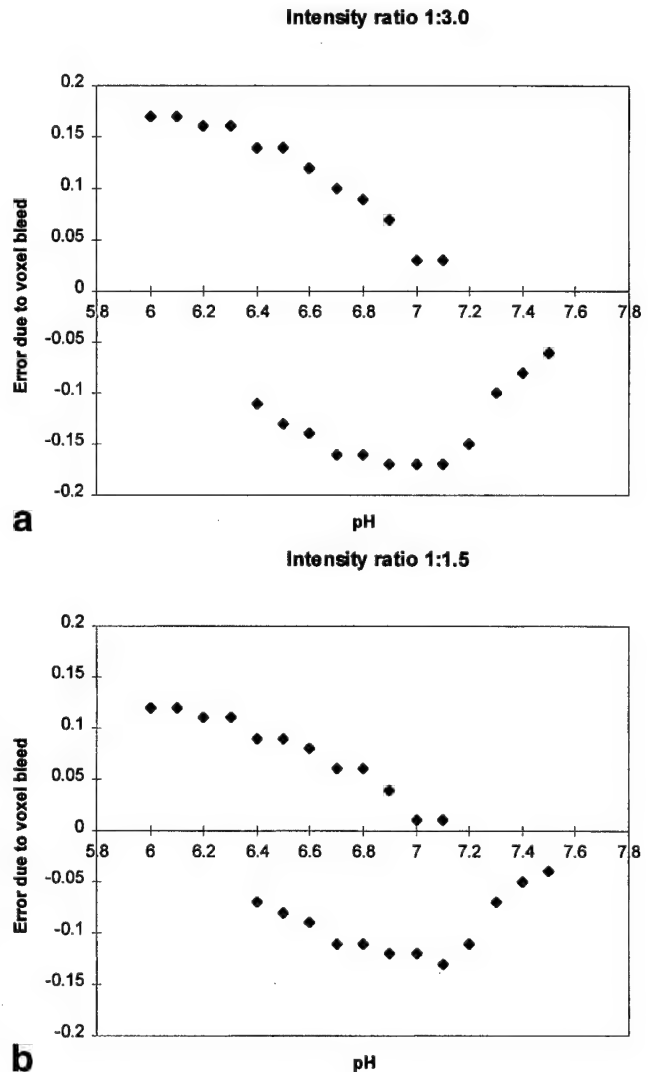 Intensity ratio 1:3.0
Error due to voxel bleed
0.2
0.15
0.1
0.05
0
5.8 6 6.2 6.4 6.6 6.8 7 7.2 7.4 7.6 7.8
-0.05
-0.1
-0.15
-0.2
a
pH
Intensity ratio 1:1.5
Error due to voxel bleed
0.2
0.15
0.1
0.05
0
5.8 6 6.2 6.4 6.6 6.8 7 7.2 7.4 7.6 7.8
-0.05
-0.1
-0.15
-0.2
b
pH